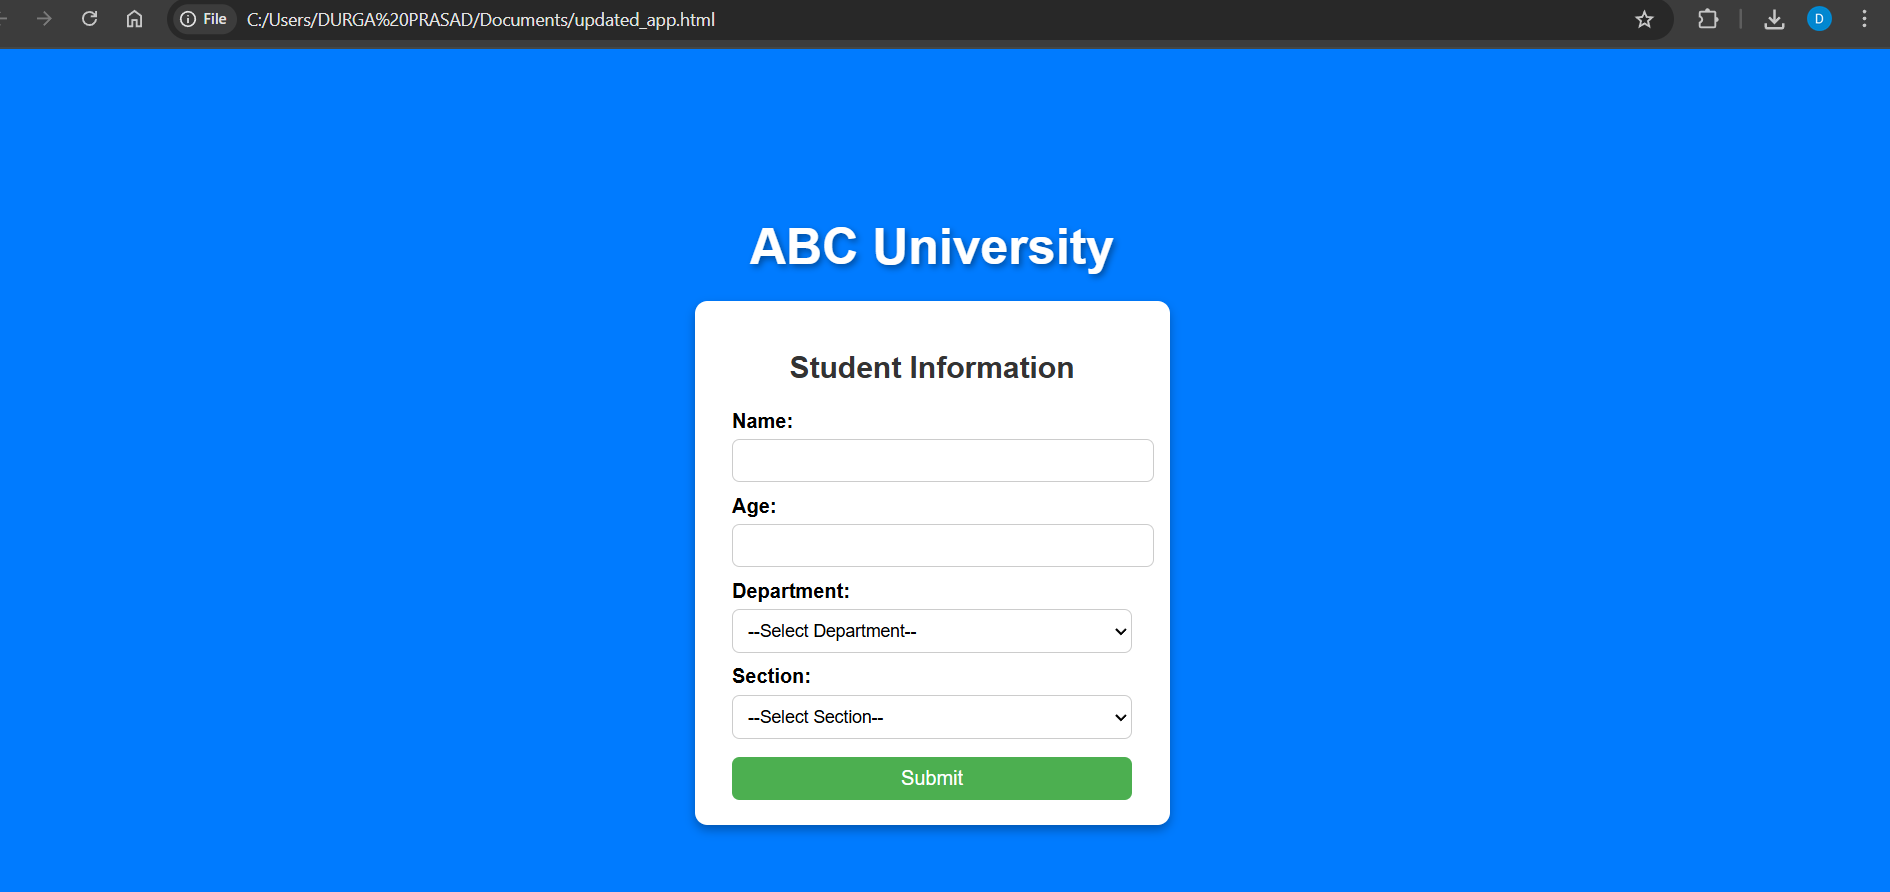 File C:/Users/DURGA%20PRASAD/Documents/updated_app.html D
ABC University
Student Information
Name:
Age:
Department:
--Select Department--
Section:
--Select Section--
Submit